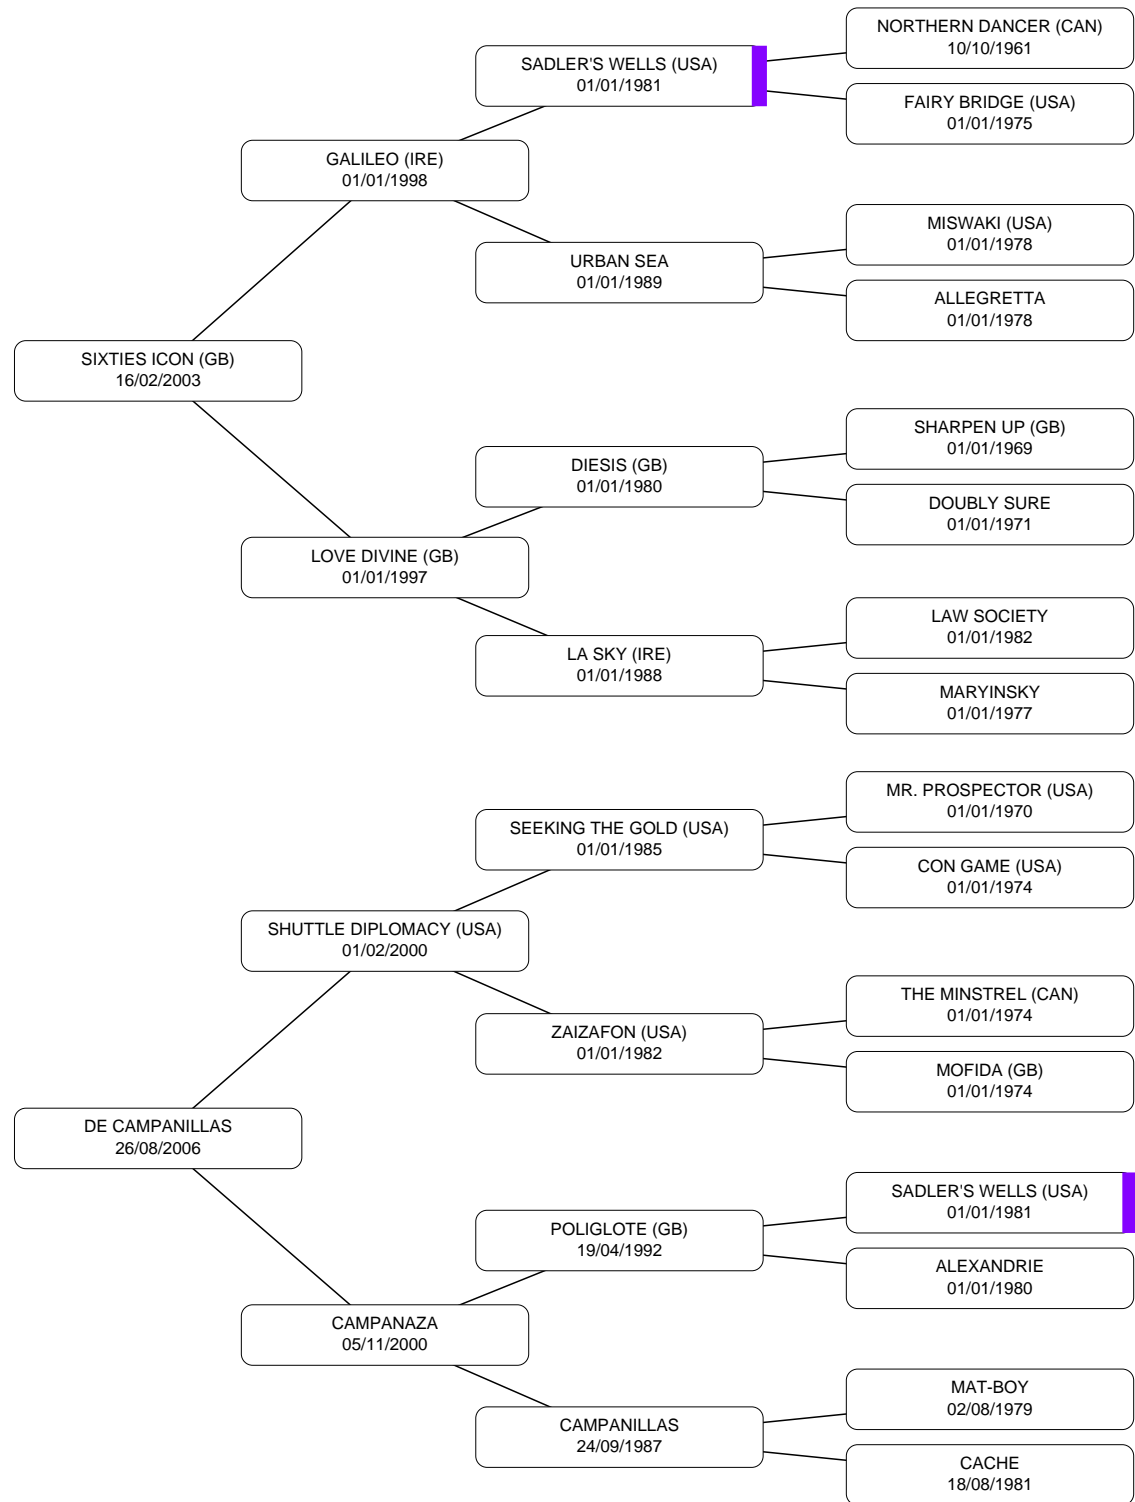 NORTHERN DANCER (CAN)
10/10/1961
SADLER'S WELLS (USA)
01/01/1981
FAIRY BRIDGE (USA)
01/01/1975
GALILEO (IRE)
01/01/1998
MISWAKI (USA)
01/01/1978
URBAN SEA
01/01/1989
ALLEGRETTA
01/01/1978
SIXTIES ICON (GB)
16/02/2003
SHARPEN UP (GB)
01/01/1969
DIESIS (GB)
01/01/1980
DOUBLY SURE
01/01/1971
LOVE DIVINE (GB)
01/01/1997
LAW SOCIETY
01/01/1982
LA SKY (IRE)
01/01/1988
MARYINSKY
01/01/1977
MR. PROSPECTOR (USA)
01/01/1970
SEEKING THE GOLD (USA)
01/01/1985
CON GAME (USA)
01/01/1974
SHUTTLE DIPLOMACY (USA)
01/02/2000
THE MINSTREL (CAN)
01/01/1974
ZAIZAFON (USA)
01/01/1982
MOFIDA (GB)
01/01/1974
DE CAMPANILLAS
26/08/2006
SADLER'S WELLS (USA)
01/01/1981
POLIGLOTE (GB)
19/04/1992
ALEXANDRIE
01/01/1980
CAMPANAZA
05/11/2000
MAT-BOY
02/08/1979
CAMPANILLAS
24/09/1987
CACHE
18/08/1981